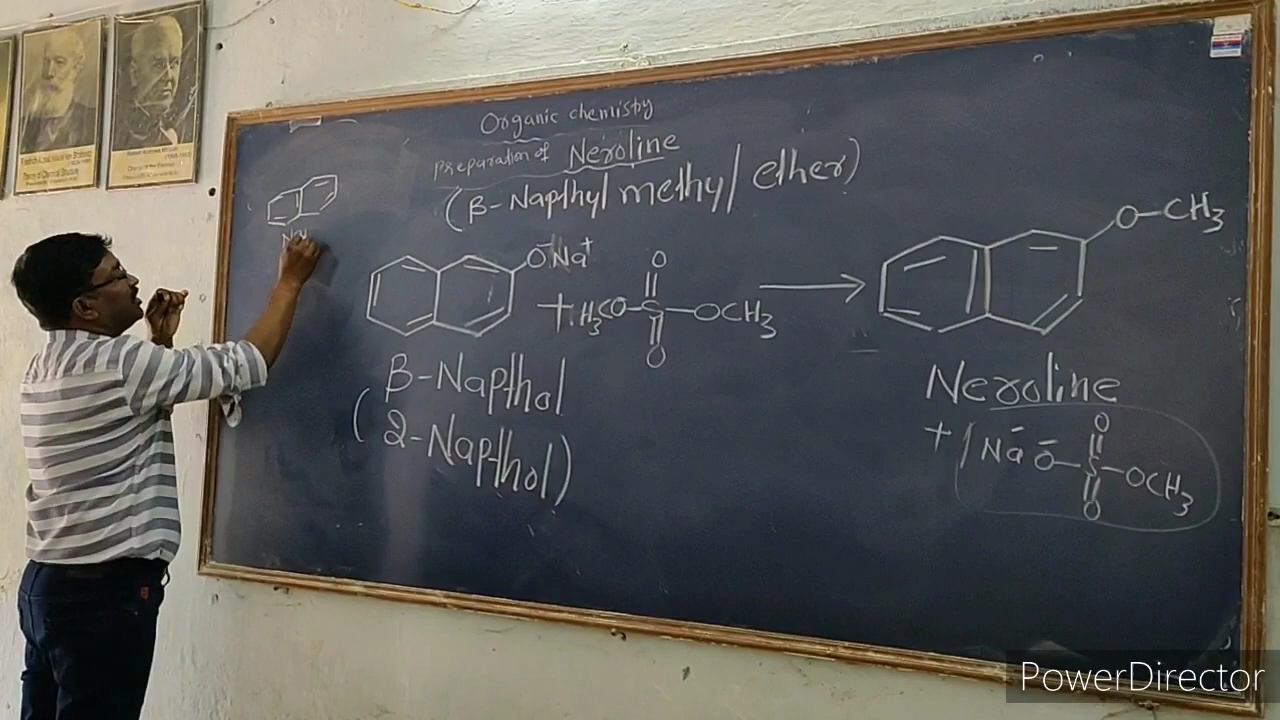 Organic chemistry
Preparation of Neroline
(β-Napthyl methyl ether)
O⁻Na⁺
O
+ H₃CO-S-OCH₃
O
O-CH₃
β-Napthol
(2-Napthol)
Neroline
O
+ Na⁻ O⁻-S-OCH₃
O
PowerDirector